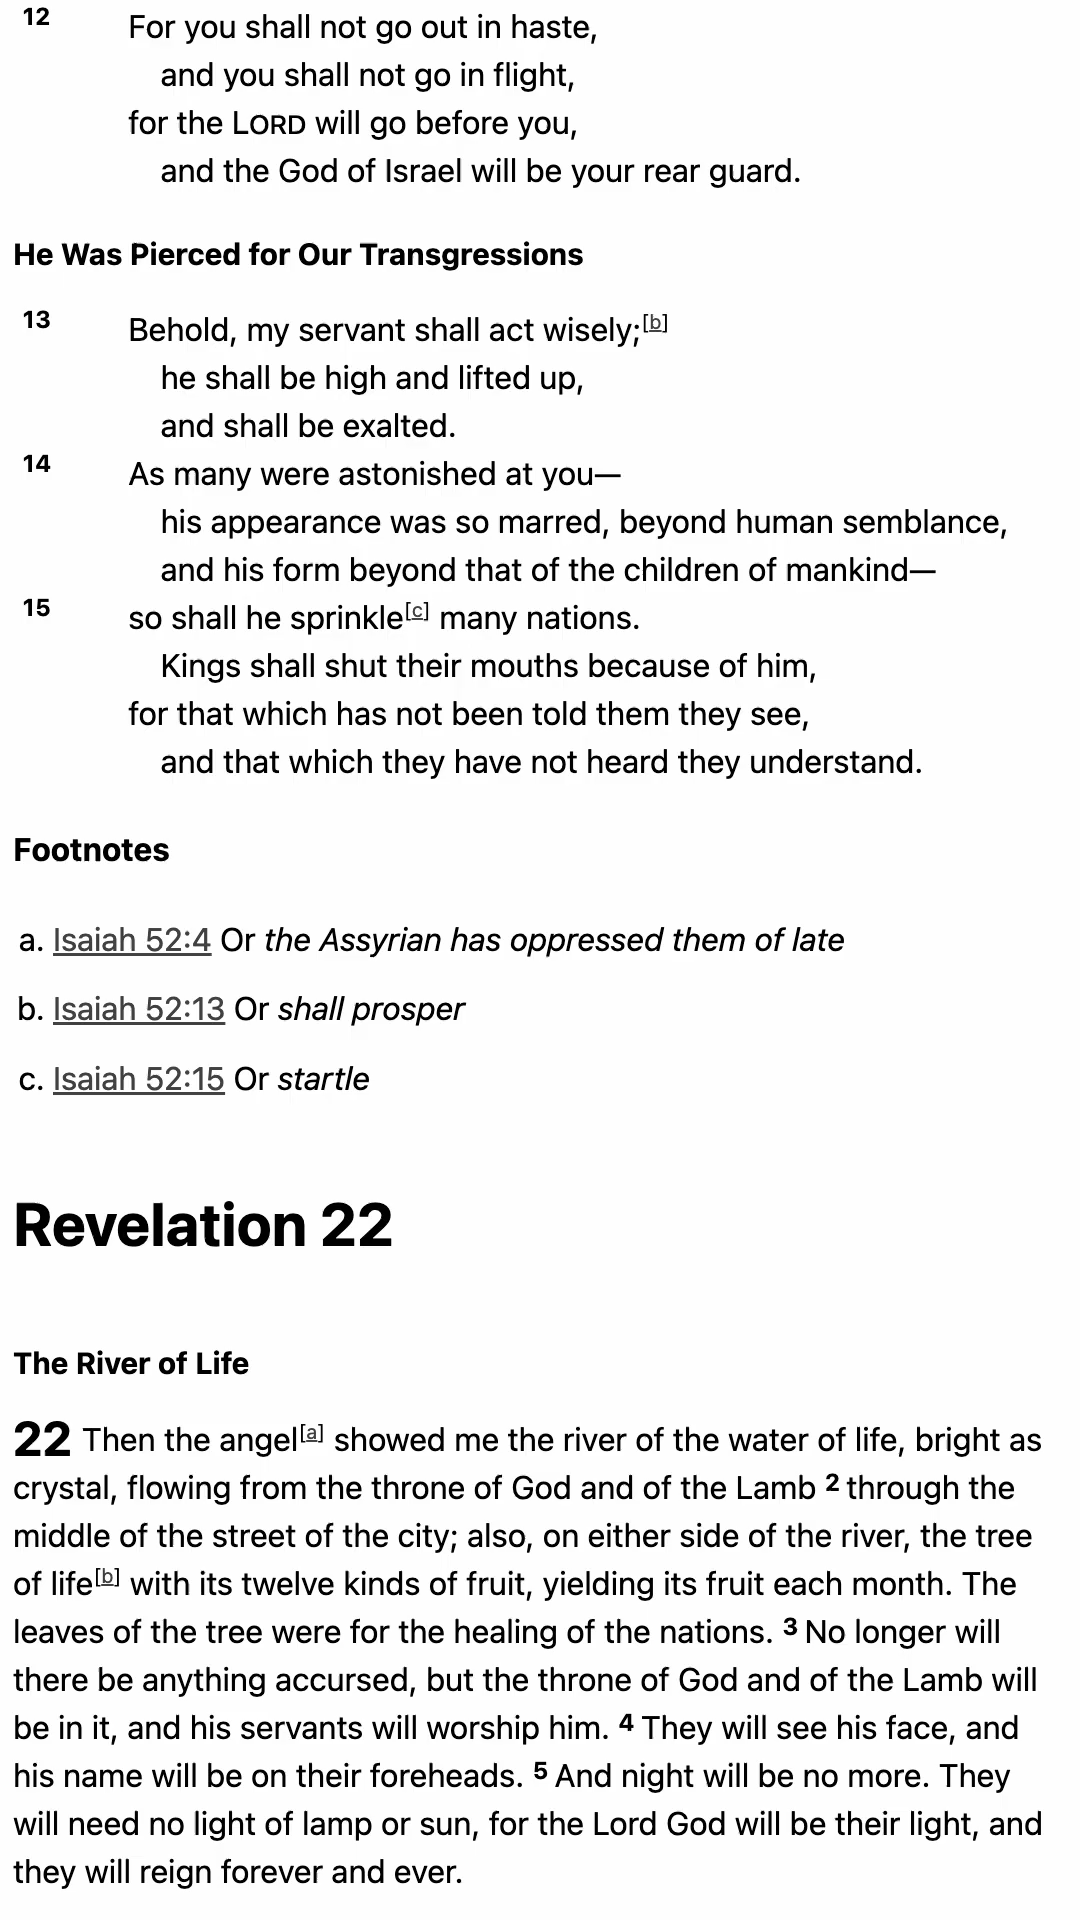 12 For you shall not go out in haste,
and you shall not go in flight,
for the LORD will go before you,
and the God of Israel will be your rear guard.
He Was Pierced for Our Transgressions
13 Behold, my servant shall act wisely;[b]
he shall be high and lifted up,
and shall be exalted.
14 As many were astonished at you—
his appearance was so marred, beyond human semblance,
and his form beyond that of the children of mankind—
15 so shall he sprinkle[c] many nations.
Kings shall shut their mouths because of him,
for that which has not been told them they see,
and that which they have not heard they understand.
Footnotes
a. Isaiah 52:4 Or the Assyrian has oppressed them of late
b. Isaiah 52:13 Or shall prosper
c. Isaiah 52:15 Or startle
Revelation 22
The River of Life
22 Then the angel[a] showed me the river of the water of life, bright as
crystal, flowing from the throne of God and of the Lamb 2 through the
middle of the street of the city; also, on either side of the river, the tree
of life[b] with its twelve kinds of fruit, yielding its fruit each month. The
leaves of the tree were for the healing of the nations. 3 No longer will
there be anything accursed, but the throne of God and of the Lamb will
be in it, and his servants will worship him. 4 They will see his face, and
his name will be on their foreheads. 5 And night will be no more. They
will need no light of lamp or sun, for the Lord God will be their light, and
they will reign forever and ever.